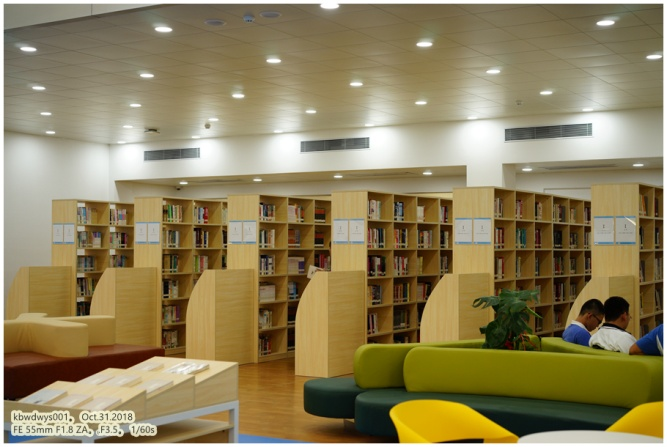 kbwdwys001， Oct.31.2018
FE 55mm F1.8 ZA， F3.5， 1/60s